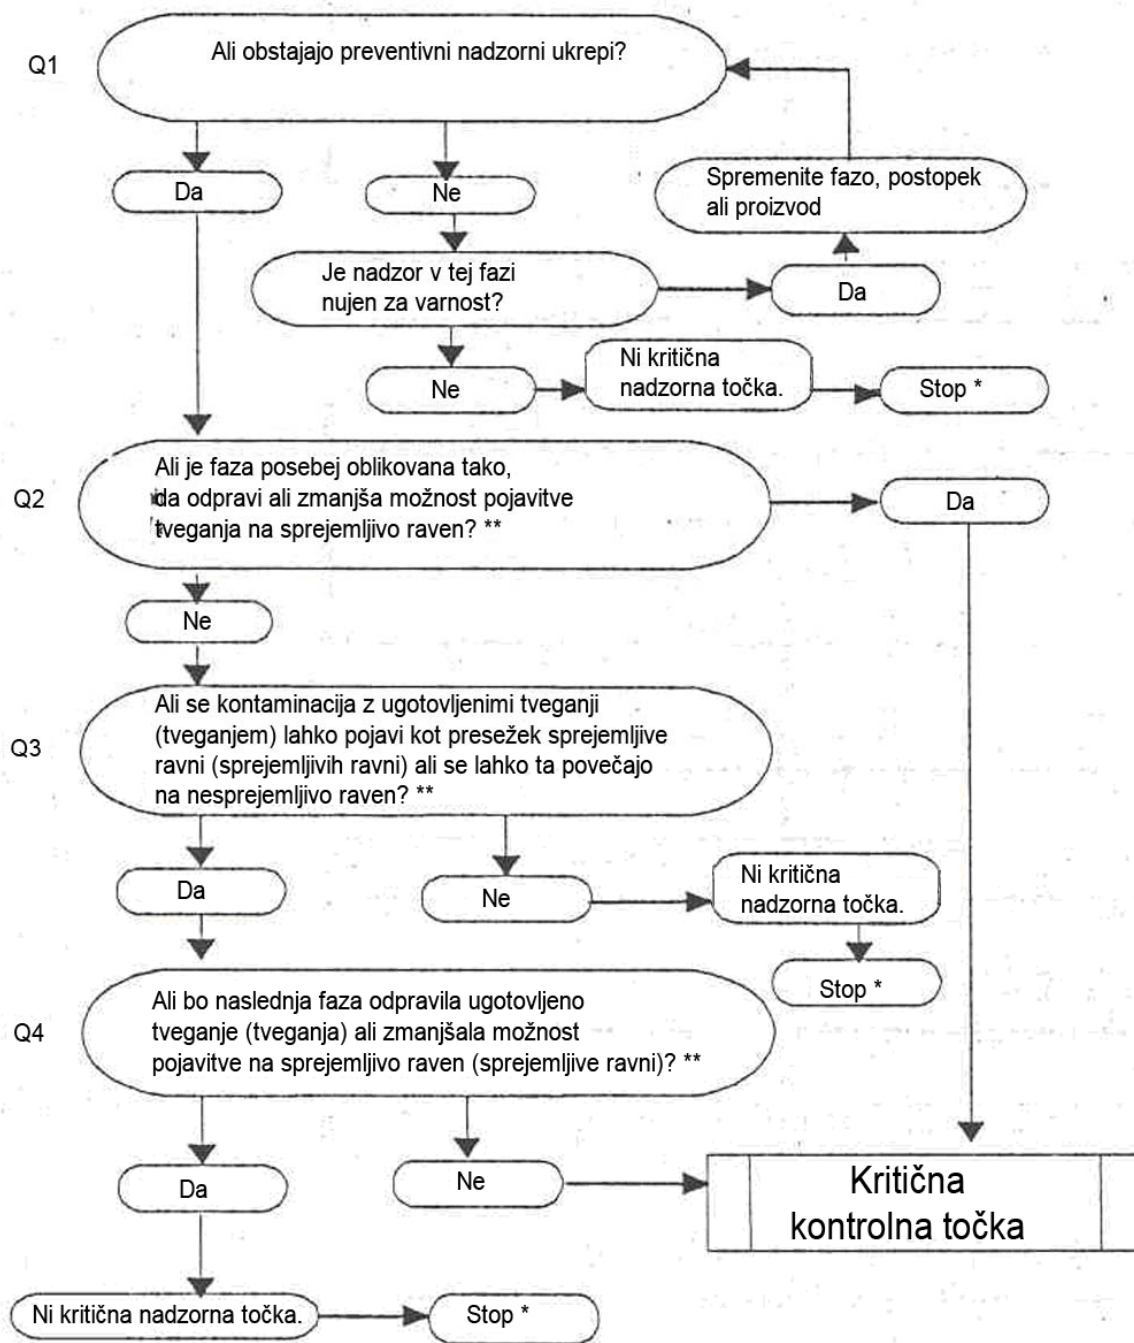 Q1
Ali obstajajo preventivni nadzorni ukrepi?
Da
Ne
Spremenite fazo, postopek
ali proizvod
Je nadzor v tej fazi
nujen za varnost?
Da
Ne
Ni kritična
nadzorna točka.
Stop *
Q2
Ali je faza posebej oblikovana tako,
da odpravi ali zmanjša možnost pojavitve
tveganja na sprejemljivo raven? **
Da
Ne
Q3
Ali se kontaminacija z ugotovljenimi tveganji
(tveganjem) lahko pojavi kot presežek sprejemljive
ravni (sprejemljivih ravni) ali se lahko ta povečajo
na nesprejemljivo raven? **
Da
Ne
Ni kritična
nadzorna točka.
Stop *
Q4
Ali bo naslednja faza odpravila ugotovljeno
tveganje (tveganja) ali zmanjšala možnost
pojavitve na sprejemljivo raven (sprejemljive ravni)? **
Da
Ne
Kritična
kontrolna točka
Ni kritična nadzorna točka.
Stop *